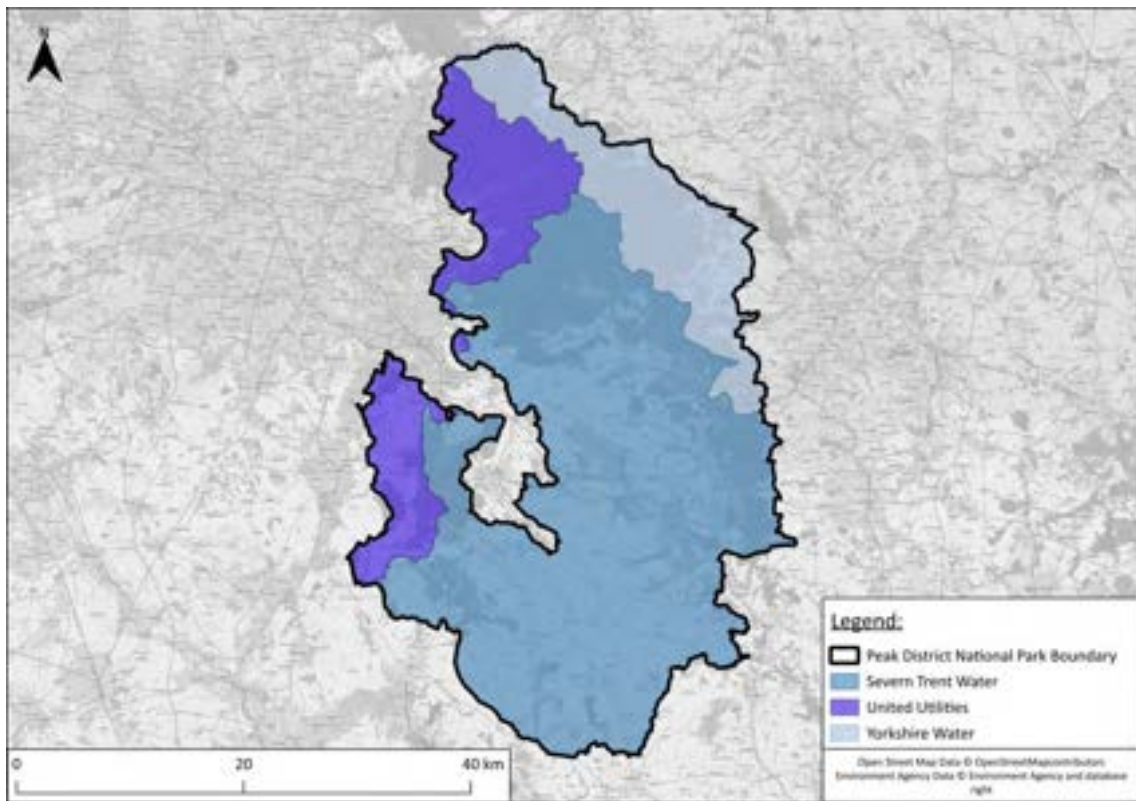 N
Legend:
Peak District National Park Boundary
Severn Trent Water
United Utilities
Yorkshire Water
Open Street Map Data © OpenStreetMapcontributors
Environment Agency Data © Environment Agency and database
right
0 20 40 km